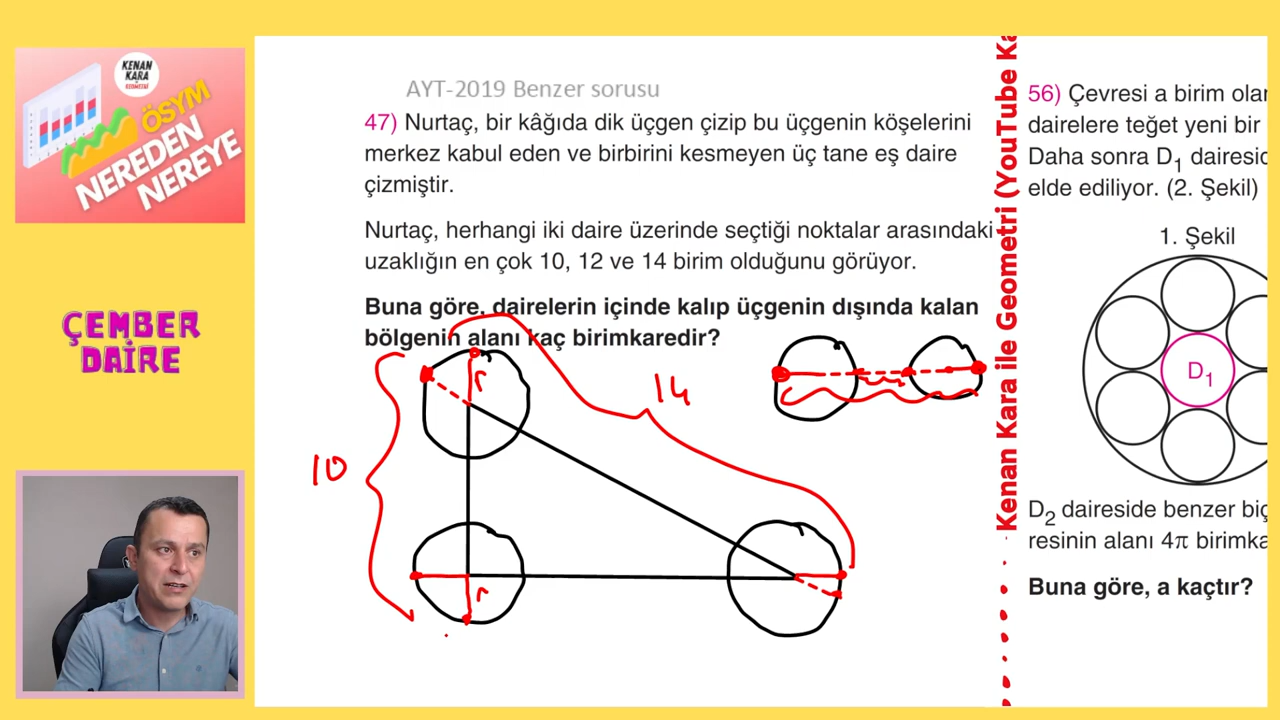 KENAN
KARA
GEOMETRİ
ÖSYM
NEREDEN
NEREYE
ÇEMBER
DAİRE
AYT-2019 Benzer sorusu
47) Nurtaç, bir kâğıda dik üçgen çizip bu üçgenin köşelerini
merkez kabul eden ve birbirini kesmeyen üç tane eş daire
çizmiştir.
Nurtaç, herhangi iki daire üzerinde seçtiği noktalar arasındaki
uzaklığın en çok 10, 12 ve 14 birim olduğunu görüyor.
Buna göre, dairelerin içinde kalıp üçgenin dışında kalan
bölgenin alanı kaç birimkaredir?
r
14
10
r
Kenan Kara ile Geometri (YouTube Ka
56) Çevresi a birim olar
dairelere teğet yeni bir
Daha sonra D1 dairesic
elde ediliyor. (2. Şekil)
1. Şekil
D1
D2 daireside benzer biç
resinin alanı 4π birimka
Buna göre, a kaçtır?